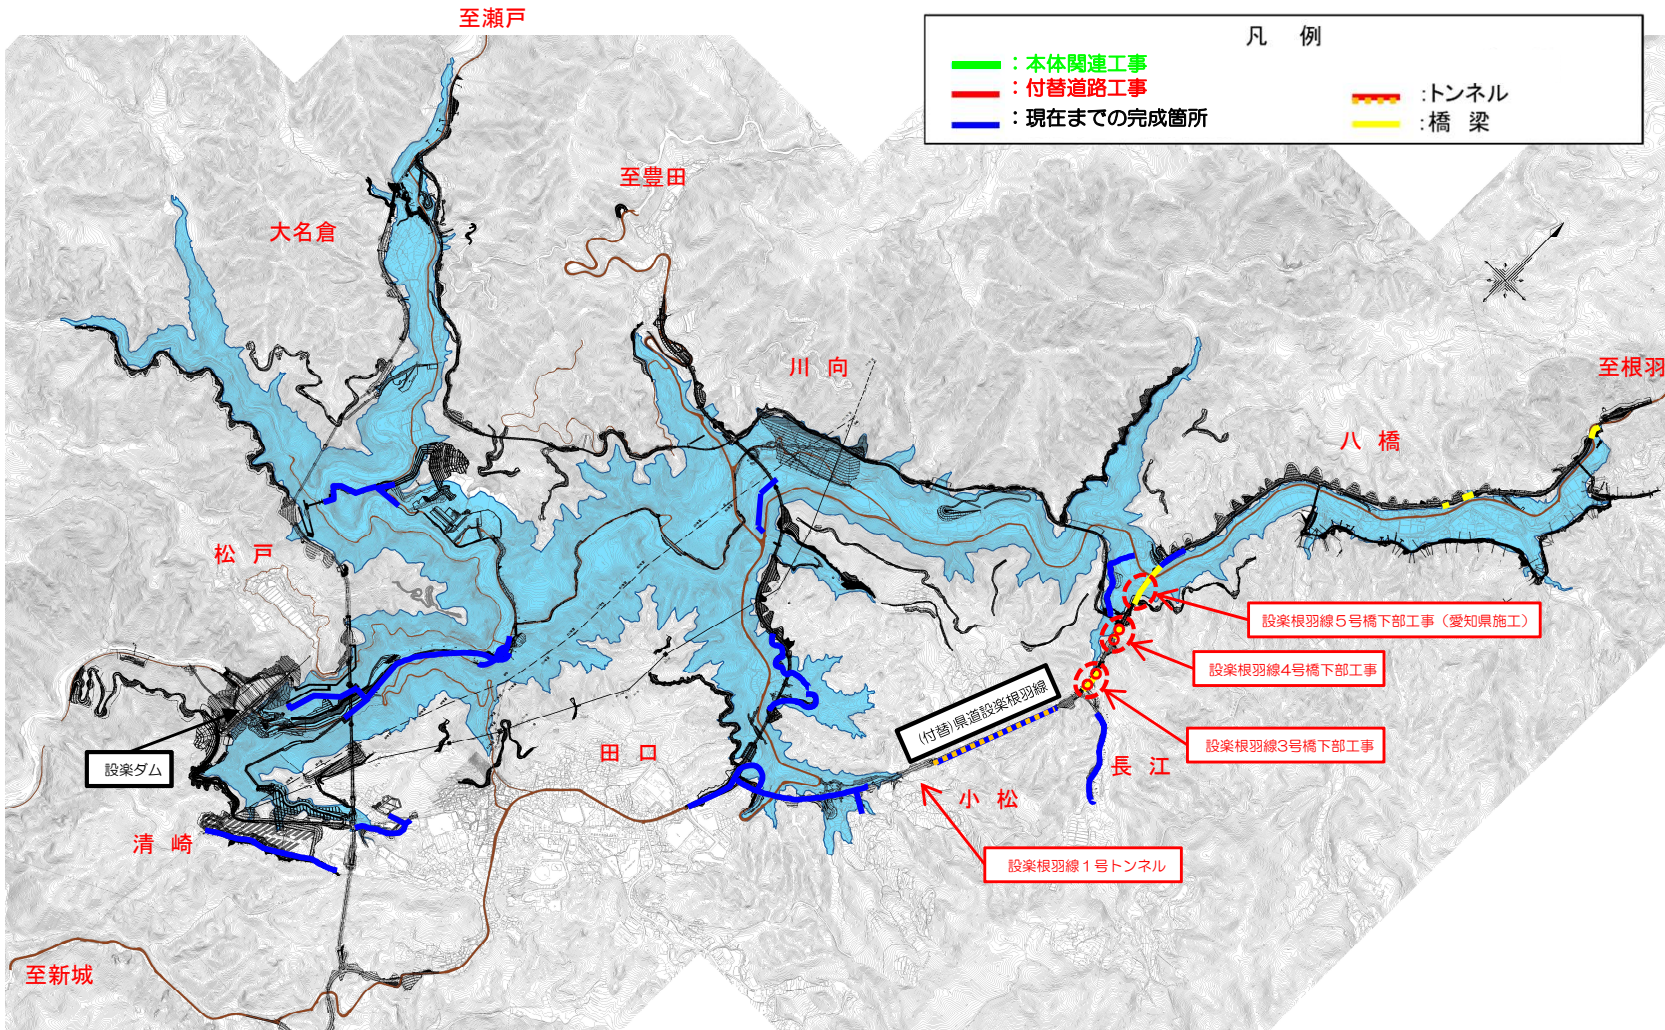 至瀬戸
凡 例
：本体関連工事
：付替道路工事
：現在までの完成箇所
：トンネル
：橋 梁
至豊田
大名倉
川 向
至根羽
八 橋
松 戸
設楽根羽線５号橋下部工事（愛知県施工）
設楽根羽線４号橋下部工事
(付替)県道設楽根羽線
設楽根羽線３号橋下部工事
田 口
長 江
設楽ダム
小 松
清 崎
設楽根羽線１号トンネル
至新城